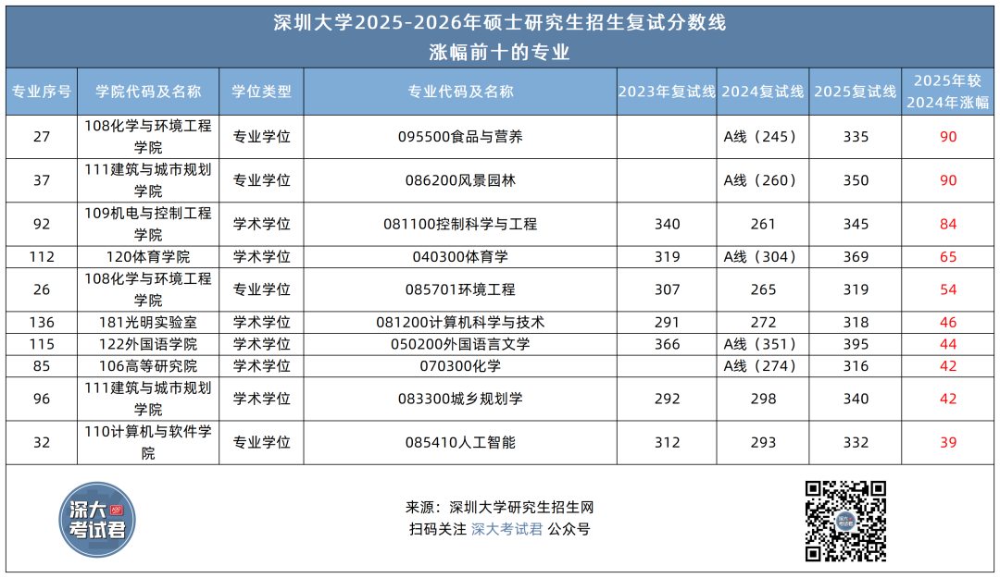 深圳大学2025-2026年硕士研究生招生复试分数线
涨幅前十的专业
专业序号 学院代码及名称 学位类型 专业代码及名称 2023年复试线 2024复试线 2025复试线 2025年较
2024年涨幅
27 108化学与环境工程
学院 专业学位 095500食品与营养 A线（245） 335 90
37 111建筑与城市规划
学院 专业学位 086200风景园林 A线（260） 350 90
92 109机电与控制工程
学院 学术学位 081100控制科学与工程 340 261 345 84
112 120体育学院 学术学位 040300体育学 319 A线（304） 369 65
26 108化学与环境工程
学院 专业学位 085701环境工程 307 265 319 54
136 181光明实验室 学术学位 081200计算机科学与技术 291 272 318 46
115 122外国语学院 学术学位 050200外国语言文学 366 A线（351） 395 44
85 106高等研究院 学术学位 070300化学 A线（274） 316 42
96 111建筑与城市规划
学院 学术学位 083300城乡规划学 292 298 340 42
32 110计算机与软件学
院 专业学位 085410人工智能 312 293 332 39
深大
考试君
来源：深圳大学研究生招生网
扫码关注 深大考试君 公众号